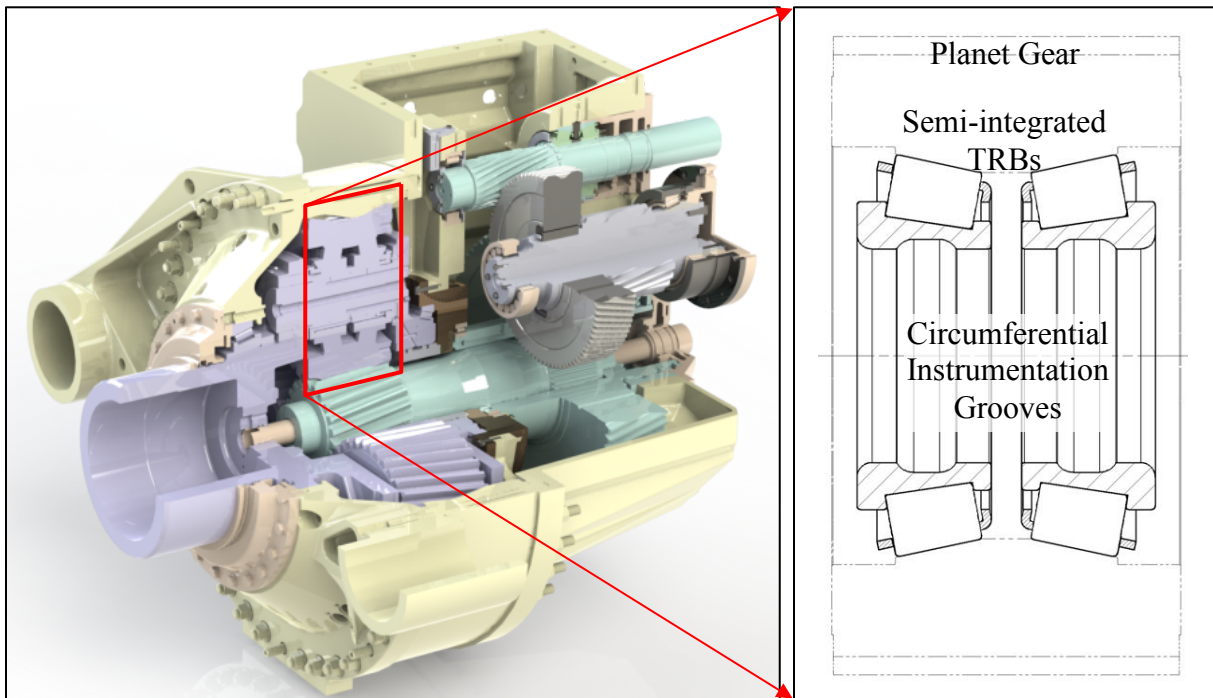 Planet Gear
Semi-integrated
TRBs
Circumferential
Instrumentation
Grooves